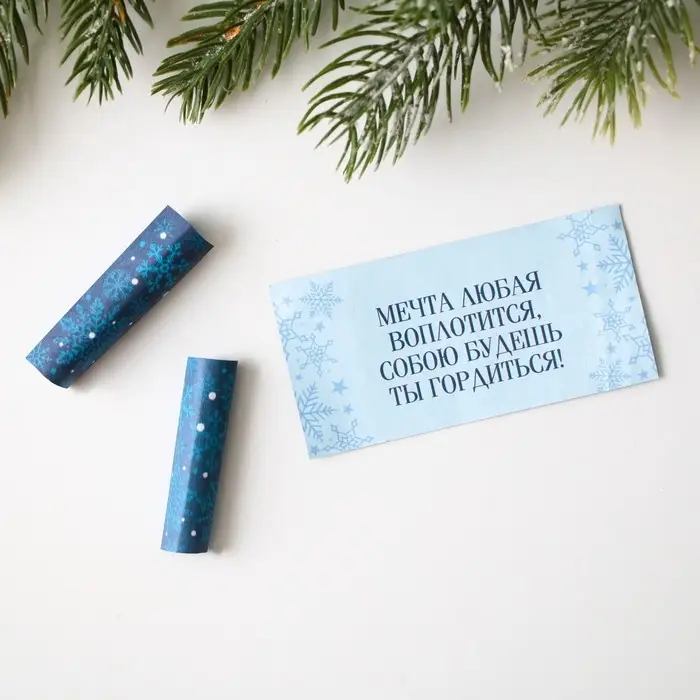 МЕЧТА ЛЮБАЯ
ВОПЛОТИТСЯ,
СОБОЮ БУДЕШЬ
ТЫ ГОРДИТЬСЯ!